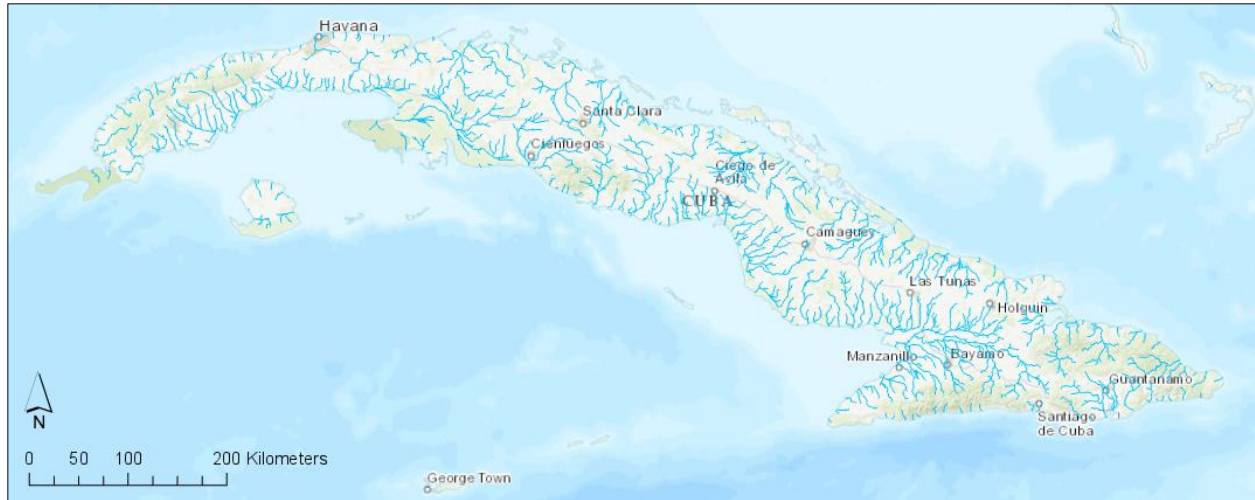 Havana
Santa Clara
Cienfuegos
Ciego de
Avila
CUBA
Camaguey
Las Tunas
Holguin
Manzanillo
Bayamo
Guantanamo
Santiago
de Cuba
N
0 50 100 200 Kilometers
George Town